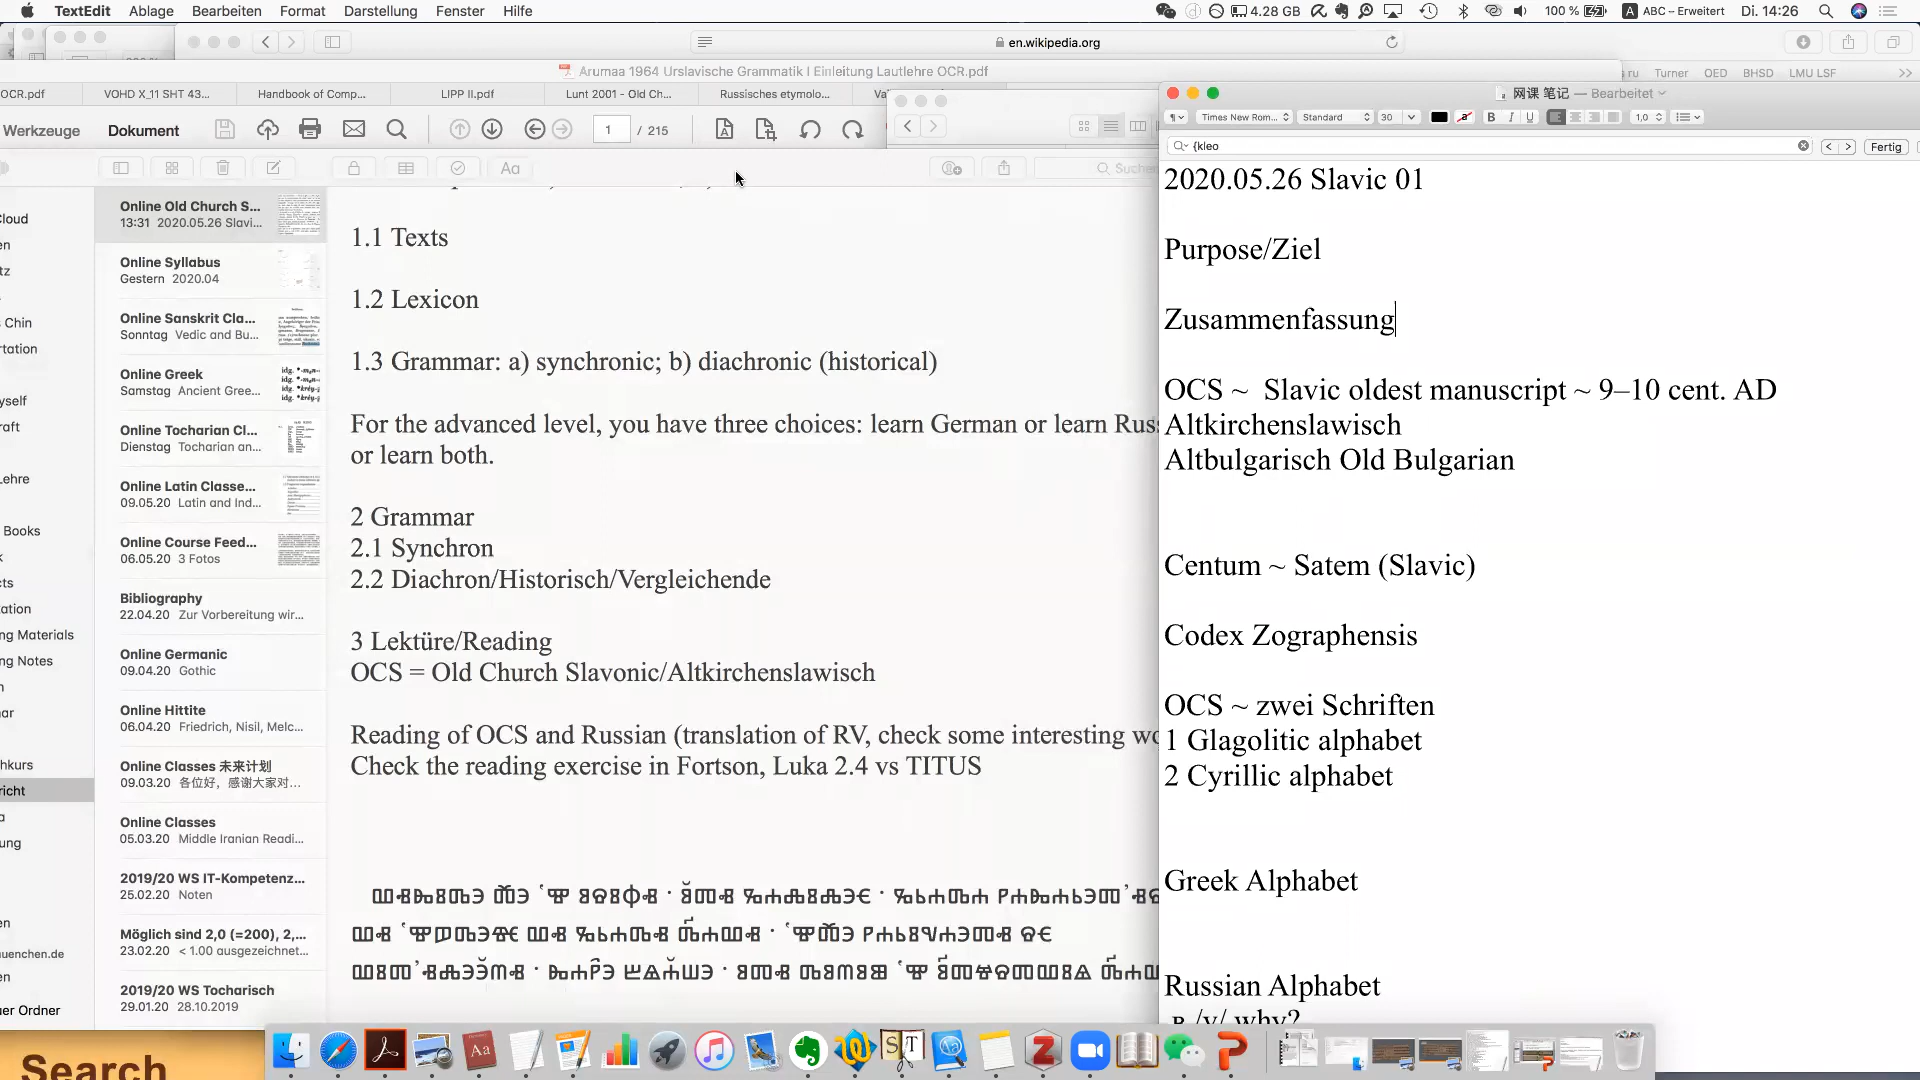 TextEdit Ablage Bearbeiten Format Darstellung Fenster Hilfe 4.28 GB 100 % ABC – Erweitert Di. 14:26
en.wikipedia.org
Arumaa 1964 Urslavische Grammatik I Einleitung Lautlehre OCR.pdf
ru Turner OED BHSD LMU LSF
OCR.pdf VOHD X_11 SHT 43... Handbook of Comp... LIPP II.pdf Lunt 2001 - Old Ch... Russisches etymolo...
Werkzeuge Dokument 1 / 215
Aa
网课 笔记 — Bearbeitet
Times New Rom... Standard 30 B I U 1,0
{kleo Fertig
Online Old Church S...
13:31 2020.05.26 Slavi...
Online Syllabus
Gestern 2020.04
Online Sanskrit Cla...
Sonntag Vedic and Bu...
Online Greek
Samstag Ancient Gree...
Online Tocharian Cl...
Dienstag Tocharian an...
Online Latin Classe...
09.05.20 Latin and Ind...
Online Course Feed...
06.05.20 3 Fotos
Bibliography
22.04.20 Zur Vorbereitung wir...
Online Germanic
09.04.20 Gothic
Online Hittite
06.04.20 Friedrich, Nisil, Melc...
Online Classes 未来计划
09.03.20 各位好，感谢大家对...
Online Classes
05.03.20 Middle Iranian Readi...
2019/20 WS IT-Kompetenz...
25.02.20 Noten
Möglich sind 2,0 (=200), 2,...
23.02.20 < 1.00 ausgezeichnet...
2019/20 WS Tocharisch
29.01.20 28.10.2019
1.1 Texts
1.2 Lexicon
1.3 Grammar: a) synchronic; b) diachronic (historical)
For the advanced level, you have three choices: learn German or learn Rus
or learn both.
2 Grammar
2.1 Synchron
2.2 Diachron/Historisch/Vergleichende
3 Lektüre/Reading
OCS = Old Church Slavonic/Altkirchenslawisch
Reading of OCS and Russian (translation of RV, check some interesting wo
Check the reading exercise in Fortson, Luka 2.4 vs TITUS
2020.05.26 Slavic 01
Purpose/Ziel
Zusammenfassung
OCS ~ Slavic oldest manuscript ~ 9–10 cent. AD
Altkirchenslawisch
Altbulgarisch Old Bulgarian
Centum ~ Satem (Slavic)
Codex Zographensis
OCS ~ zwei Schriften
1 Glagolitic alphabet
2 Cyrillic alphabet
Greek Alphabet
Russian Alphabet
в /v/ why?
Search